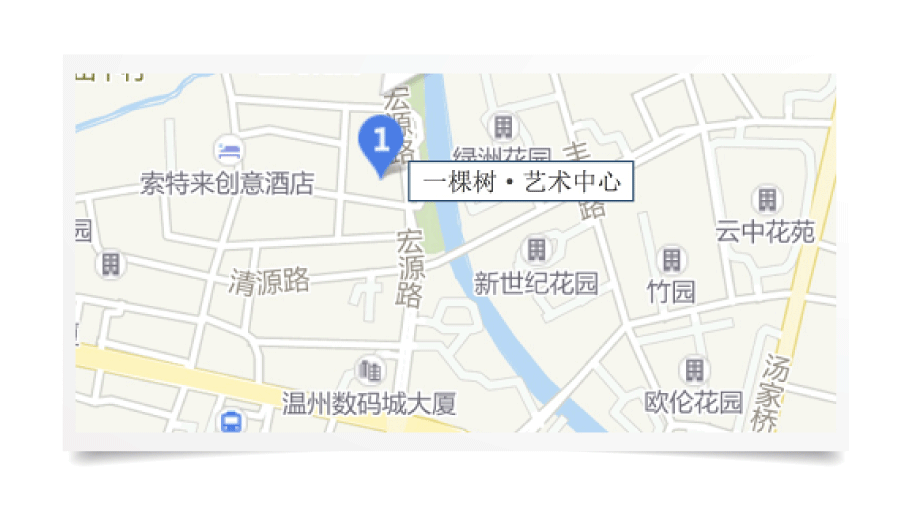 宏源路
1
绿洲花园
丰
路
一棵树·艺术中心
索特来创意酒店
云中花苑
园
宏源路
清源路
新世纪花园
竹园
温州数码城大厦
欧伦花园
汤家桥